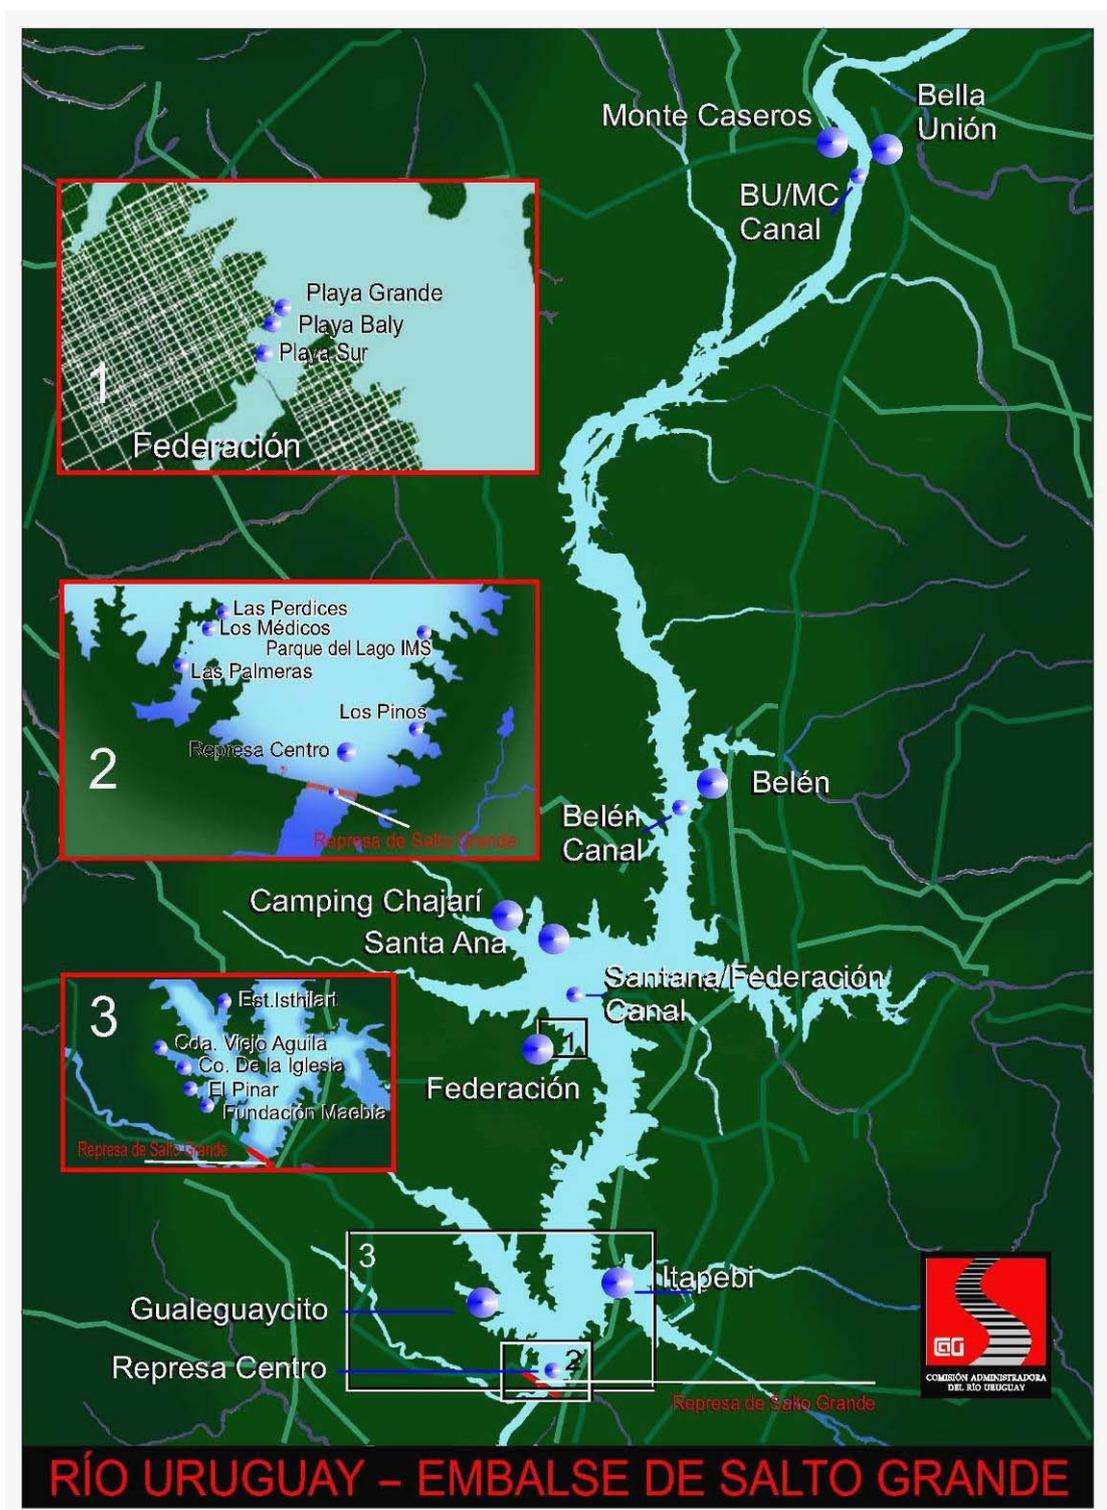 Monte Caseros
Bella
Unión
BU/MC
Canal
Playa Grande
Playa Baly
Playa Sur
1
Federación
Las Perdices
Los Médicos
Parque del Lago IMS
Las Palmeras
Los Pinos
Represa Centro
2
Represa de Salto Grande
Belén
Belén
Canal
Camping Chajarí
Santa Ana
Santana/Federación
Canal
3
Est.Isthilart
Cda. Viejo Aguila
Co. De la Iglesia
El Pinar
Fundación Maebia
Represa de Salto Grande
1
Federación
3
Itapebi
Gualeguaycito
2
Represa Centro
Represa de Salto Grande
COMISIÓN ADMINISTRADORA
DEL RÍO URUGUAY
RÍO URUGUAY – EMBALSE DE SALTO GRANDE